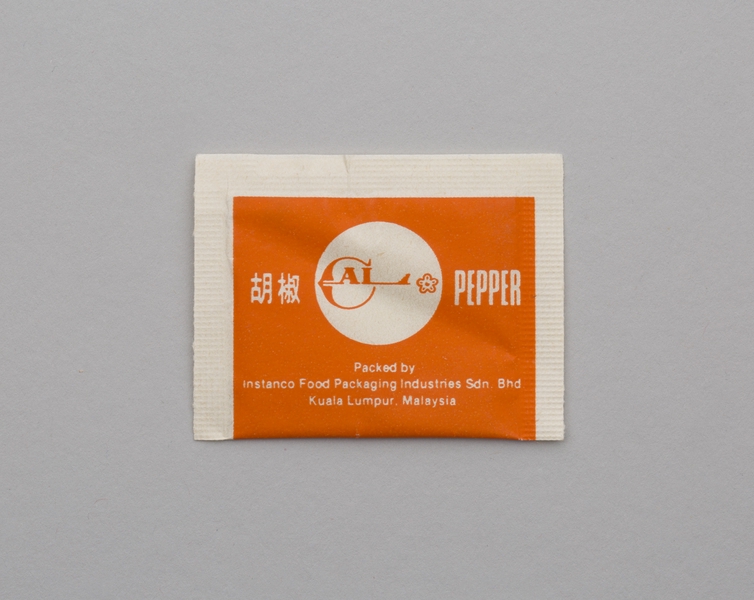 胡椒 CAL PEPPER
Packed by
Instanco Food Packaging Industries Sdn. Bhd
Kuala Lumpur, Malaysia